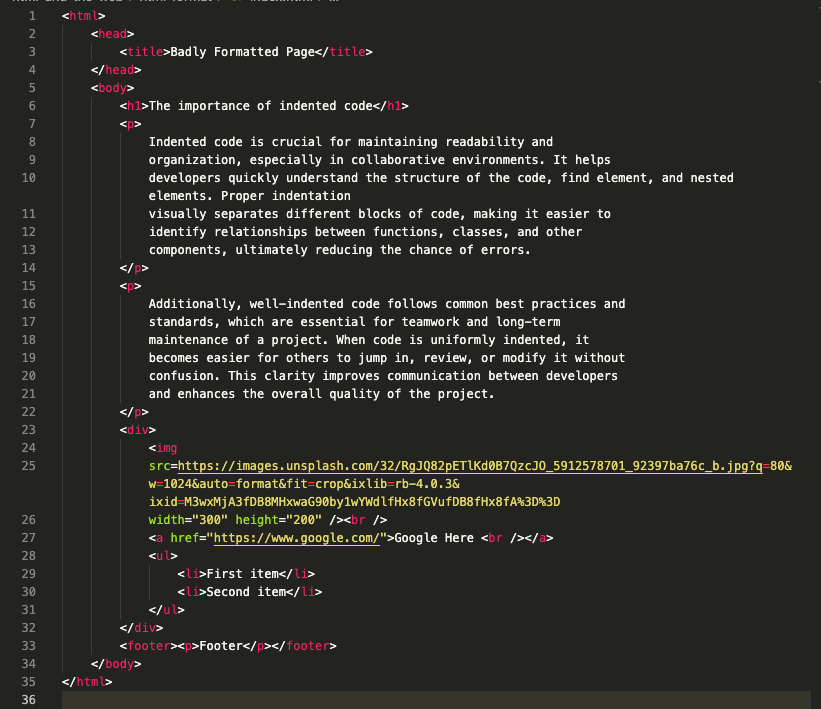 1 <html>
2 <head>
3 <title>Badly Formatted Page</title>
4 </head>
5 <body>
6 <h1>The importance of indented code</h1>
7 <p>
8 Indented code is crucial for maintaining readability and
9 organization, especially in collaborative environments. It helps
10 developers quickly understand the structure of the code, find element, and nested
elements. Proper indentation
11 visually separates different blocks of code, making it easier to
12 identify relationships between functions, classes, and other
13 components, ultimately reducing the chance of errors.
14 </p>
15 <p>
16 Additionally, well-indented code follows common best practices and
17 standards, which are essential for teamwork and long-term
18 maintenance of a project. When code is uniformly indented, it
19 becomes easier for others to jump in, review, or modify it without
20 confusion. This clarity improves communication between developers
21 and enhances the overall quality of the project.
22 </p>
23 <div>
24 <img
25 src=https://images.unsplash.com/32/RgJQ82pETlKd0B7QzcJO_5912578701_92397ba76c_b.jpg?q=80&
w=1024&auto=format&fit=crop&ixlib=rb-4.0.3&
ixid=M3wxMjA3fDB8MHxwaG90by1wYWdlfHx8fGVufDB8fHx8fA%3D%3D
26 width="300" height="200" /><br />
27 <a href="https://www.google.com/">Google Here <br /></a>
28 <ul>
29 <li>First item</li>
30 <li>Second item</li>
31 </ul>
32 </div>
33 <footer><p>Footer</p></footer>
34 </body>
35 </html>
36